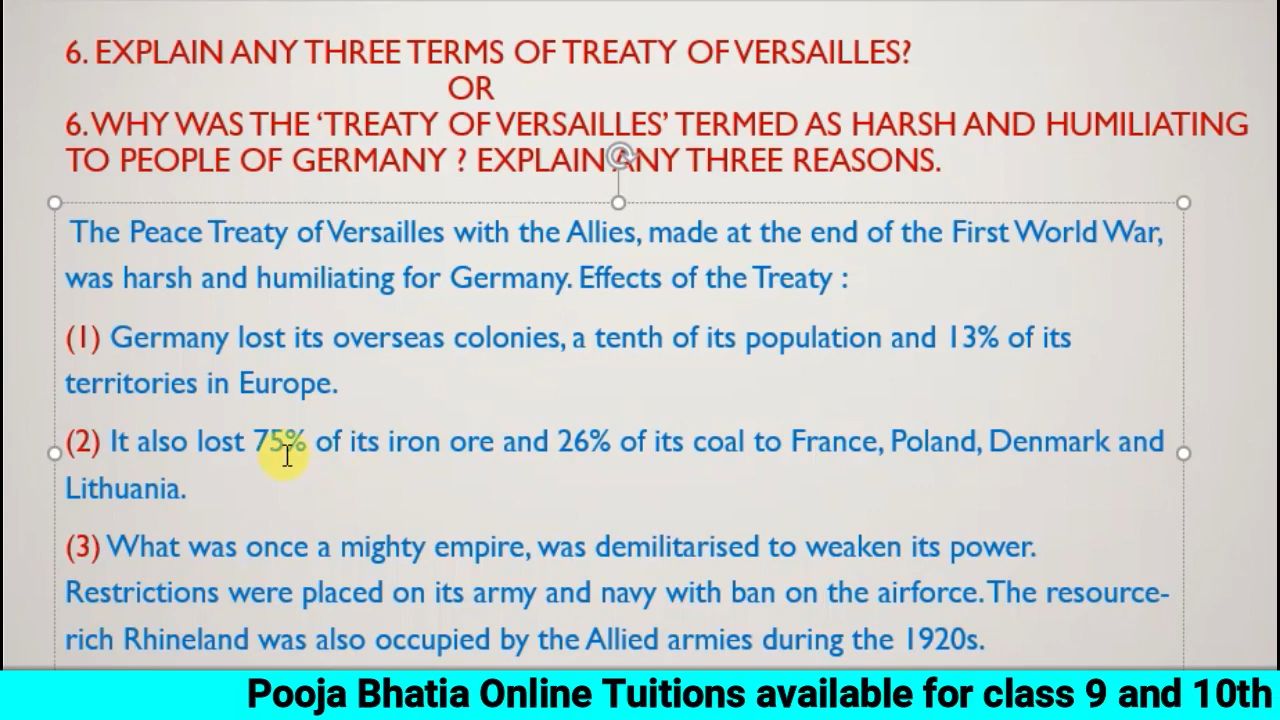 6. EXPLAIN ANY THREE TERMS OF TREATY OF VERSAILLES?
OR
6. WHY WAS THE ‘TREATY OF VERSAILLES’ TERMED AS HARSH AND HUMILIATING
TO PEOPLE OF GERMANY ? EXPLAIN ANY THREE REASONS.
The Peace Treaty of Versailles with the Allies, made at the end of the First World War,
was harsh and humiliating for Germany. Effects of the Treaty :
(1) Germany lost its overseas colonies, a tenth of its population and 13% of its
territories in Europe.
(2) It also lost 75% of its iron ore and 26% of its coal to France, Poland, Denmark and
Lithuania.
(3) What was once a mighty empire, was demilitarised to weaken its power.
Restrictions were placed on its army and navy with ban on the airforce. The resource-
rich Rhineland was also occupied by the Allied armies during the 1920s.
Pooja Bhatia Online Tuitions available for class 9 and 10th